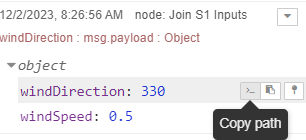 12/2/2023, 8:26:56 AM node: Join S1 Inputs
windDirection : msg.payload : Object
object
windDirection: 330
windSpeed: 0.5
Copy path